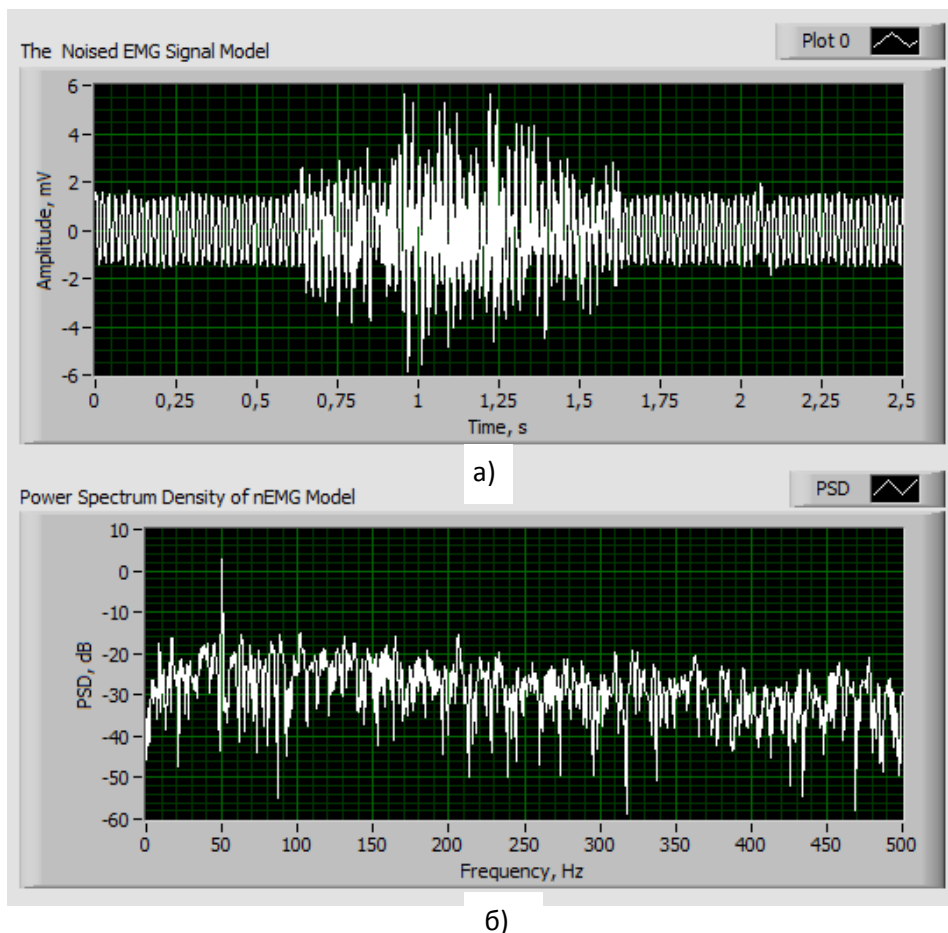 The Noised EMG Signal Model
Plot 0
Amplitude, mV
6
4
2
0
-2
-4
-6
0 0,25 0,5 0,75 1 1,25 1,5 1,75 2 2,25 2,5
Time, s
а)
Power Spectrum Density of nEMG Model
PSD
PSD, dB
10
0
-10
-20
-30
-40
-50
-60
0 50 100 150 200 250 300 350 400 450 500
Frequency, Hz
б)